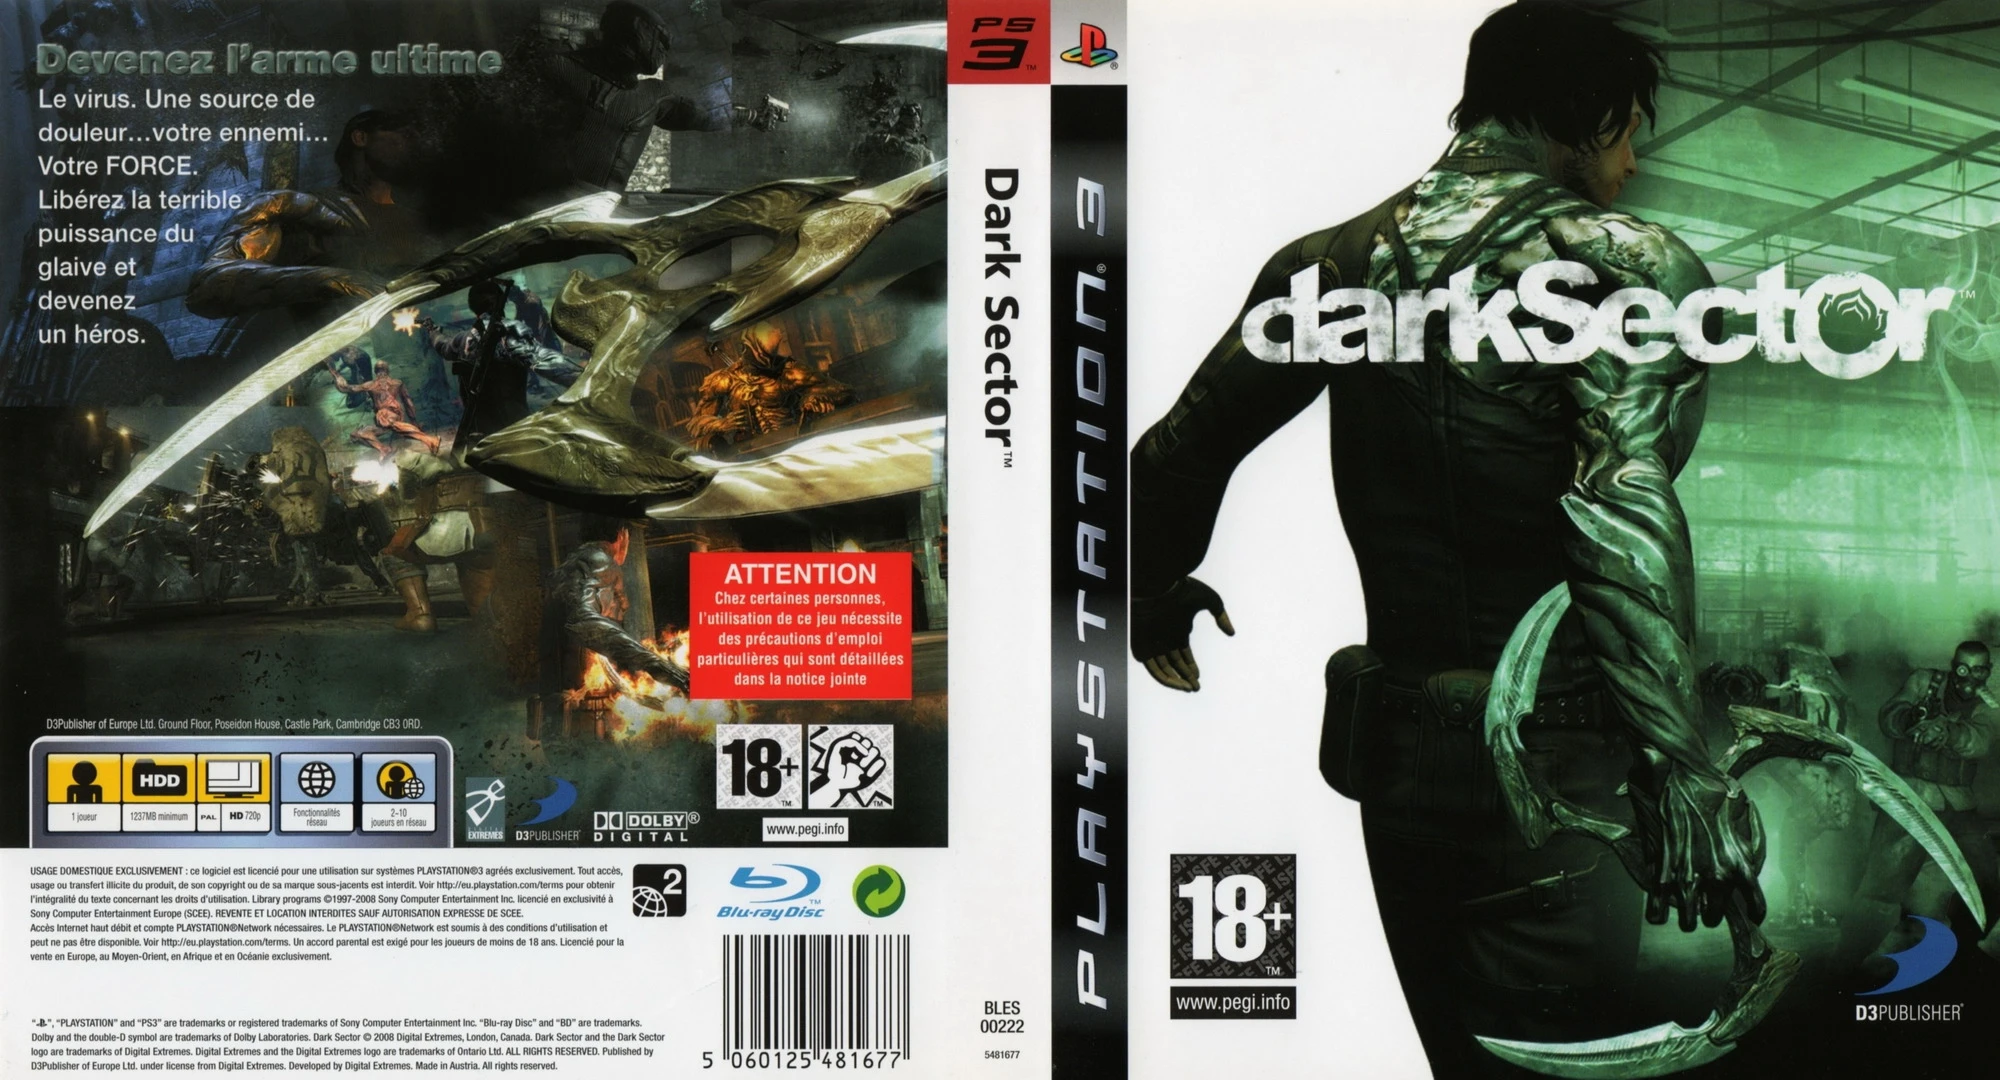 Devenez l'arme ultime
Le virus. Une source de
douleur...votre ennemi...
Votre FORCE.
Libérez la terrible
puissance du
glaive et
devenez
un héros.
ATTENTION
Chez certaines personnes,
l'utilisation de ce jeu nécessite
des précautions d'emploi
particulières qui sont détaillées
dans la notice jointe
D3Publisher of Europe Ltd. Ground Floor, Poseidon House, Castle Park, Cambridge CB3 0RD.
1 joueur
HDD
1237MB minimum
PAL
HD 720p
Fonctionnalités
réseau
2-10
joueurs en réseau
DIGITAL
EXTREMES
D3PUBLISHER
DOLBY®
DIGITAL
18+™
™
www.pegi.info
USAGE DOMESTIQUE EXCLUSIVEMENT : ce logiciel est licencié pour une utilisation sur systèmes PLAYSTATION®3 agréés exclusivement. Tout accès,
usage ou transfert illicite du produit, de son copyright ou de sa marque sous-jacents est interdit. Voir http://eu.playstation.com/terms pour obtenir
l'intégralité du texte concernant les droits d'utilisation. Library programs ©1997-2008 Sony Computer Entertainment Inc. licencié en exclusivité à
Sony Computer Entertainment Europe (SCEE). REVENTE ET LOCATION INTERDITES SAUF AUTORISATION EXPRESSE DE SCEE.
Accès Internet haut débit et compte PLAYSTATION®Network nécessaires. Le PLAYSTATION®Network est soumis à des conditions d'utilisation et
peut ne pas être disponible. Voir http://eu.playstation.com/terms. Un accord parental est exigé pour les joueurs de moins de 18 ans. Licencié pour la
vente en Europe, au Moyen-Orient, en Afrique et en Océanie exclusivement.
2
Blu-ray Disc™
"PS", "PLAYSTATION" and "PS3" are trademarks or registered trademarks of Sony Computer Entertainment Inc. "Blu-ray Disc" and "BD" are trademarks.
Dolby and the double-D symbol are trademarks of Dolby Laboratories. Dark Sector © 2008 Digital Extremes, London, Canada. Dark Sector and the Dark Sector
logo are trademarks of Digital Extremes. Digital Extremes and the Digital Extremes logo are trademarks of Ontario Ltd. ALL RIGHTS RESERVED. Published by
D3Publisher of Europe Ltd. under license from Digital Extremes. Developed by Digital Extremes. Made in Austria. All rights reserved.
5 060125 481677
PS3™
Dark Sector™
BLES
00222
5481677
PLAYSTATION®3
darkSector™
18+™
www.pegi.info
D3PUBLISHER®